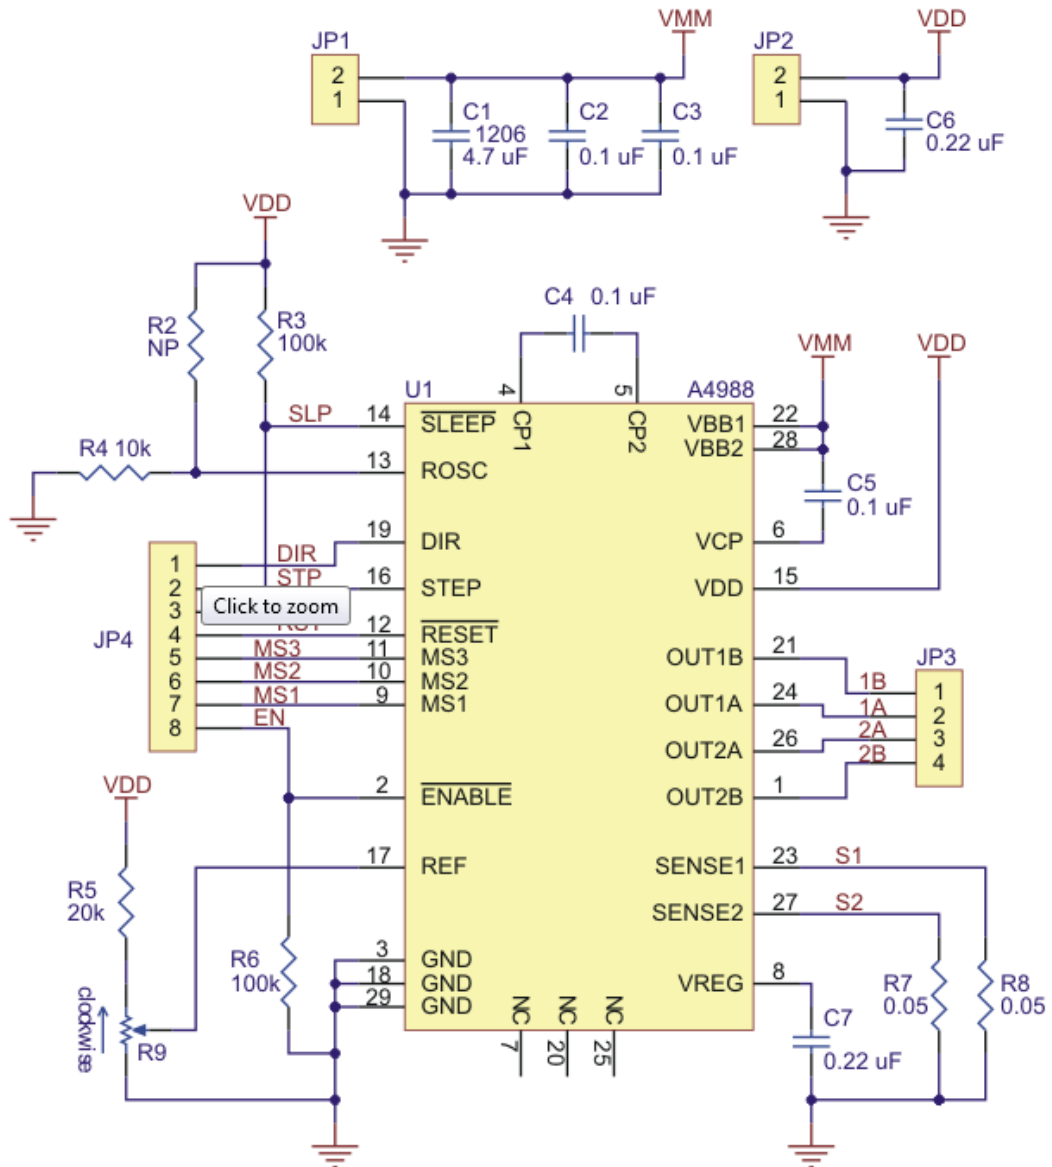 VMM
VDD
JP1
JP2
2
1
2
1
C1
1206
4.7 uF
C2
0.1 uF
C3
0.1 uF
C6
0.22 uF
VDD
C4 0.1 uF
R2
NP
R3
100k
VMM
VDD
4
5
U1
A4988
SLP
14
SLEEP
CP1
CP2
VBB1
22
VBB2
28
R4 10k
13
ROSC
C5
0.1 uF
DIR
19
DIR
VCP
6
STP
16
STEP
VDD
15
Click to zoom
12
RESET
MS3
11
MS3
MS2
10
MS2
MS1
9
MS1
EN
JP4
1
2
3
4
5
6
7
8
OUT1B
21
OUT1A
24
OUT2A
26
OUT2B
1
JP3
1B
1
1A
2
2A
3
2B
4
VDD
2
ENABLE
17
REF
SENSE1
23
S1
SENSE2
27
S2
R5
20k
R6
100k
3
GND
18
GND
29
GND
VREG
8
R7
0.05
R8
0.05
clockwise
R9
NC
7
NC
20
NC
25
C7
0.22 uF